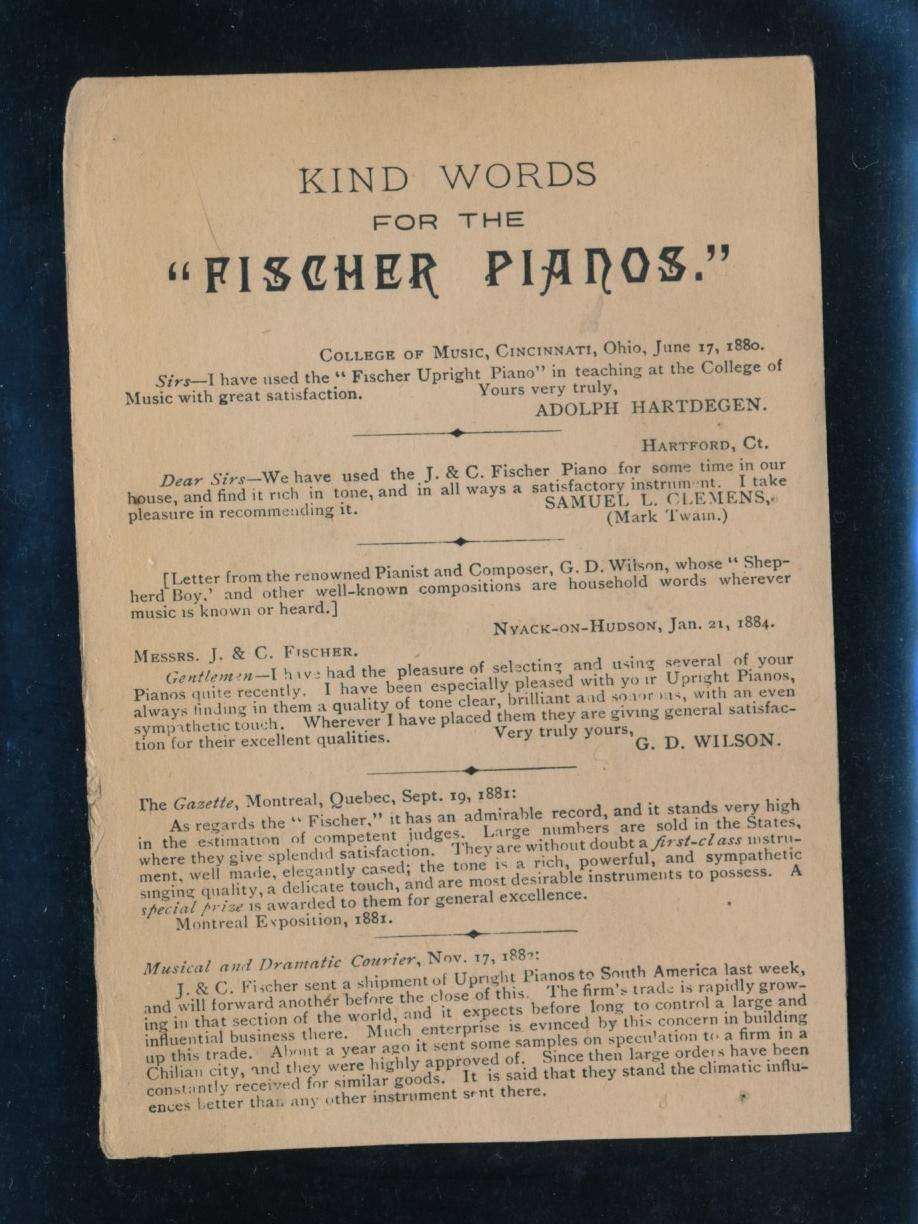 KIND WORDS
FOR THE
"FISCHER PIANOS."
COLLEGE OF MUSIC, CINCINNATI, Ohio, June 17, 1880.
Sirs—I have used the "Fischer Upright Piano" in teaching at the College of
Music with great satisfaction. Yours very truly,
ADOLPH HARTDEGEN.
HARTFORD, Ct.
Dear Sirs—We have used the J. & C. Fischer Piano for some time in our
house, and find it rich in tone, and in all ways a satisfactory instrument. I take
pleasure in recommending it. SAMUEL L. CLEMENS,
(Mark Twain.)
[Letter from the renowned Pianist and Composer, G. D. Wilson, whose "Shep-
herd Boy,' and other well-known compositions are household words wherever
music is known or heard.]
NYACK-ON-HUDSON, Jan. 21, 1884.
MESSRS. J. & C. FISCHER.
Gentlemen—I have had the pleasure of selecting and using several of your
Pianos quite recently. I have been especially pleased with your Upright Pianos,
always finding in them a quality of tone clear, brilliant and sonorous, with an even
sympathetic touch. Wherever I have placed them they are giving general satisfac-
tion for their excellent qualities. Very truly yours,
G. D. WILSON.
The Gazette, Montreal, Quebec, Sept. 19, 1881:
As regards the "Fischer," it has an admirable record, and it stands very high
in the estimation of competent judges. Large numbers are sold in the States,
where they give splendid satisfaction. They are without doubt a first-class instru-
ment, well made, elegantly cased; the tone is a rich, powerful, and sympathetic
singing quality, a delicate touch, and are most desirable instruments to possess. A
special prize is awarded to them for general excellence.
Montreal Exposition, 1881.
Musical and Dramatic Courier, Nov. 17,
J. & C. Fischer sent a shipment of Upright Pianos to South America last week,
and will forward another before the close of this. The firm's trade is rapidly grow-
ing in that section of the world, and it expects before long to control a large and
influential business there. Much enterprise is evinced by this concern in building
up this trade. About a year ago it sent some samples on speculation to a firm in a
Chilian city, and they were highly approved of. Since then large orders have been
constantly received for similar goods. It is said that they stand the climatic influ-
ences better than any other instrument sent there.